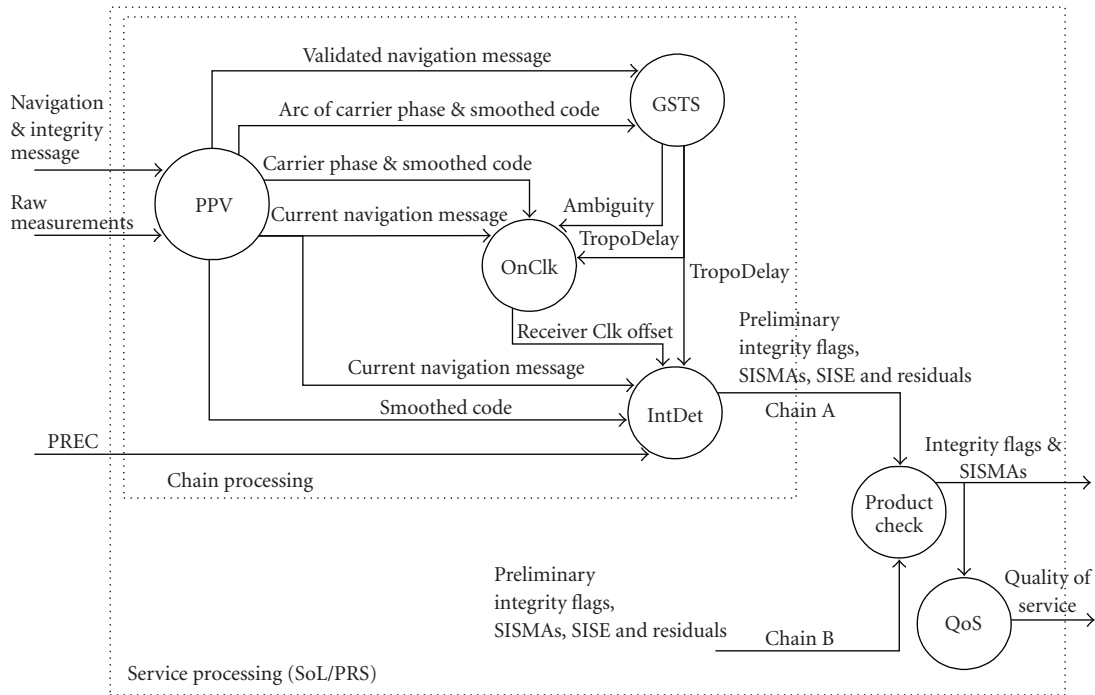 Validated navigation message
GSTS
Navigation
& integrity
message
Arc of carrier phase & smoothed code
Carrier phase & smoothed code
PPV
Raw
measurements
Current navigation message
Ambiguity
TropoDelay
OnClk
TropoDelay
Receiver Clk offset
Preliminary
integrity flags,
SISMAs, SISE and residuals
Current navigation message
Chain A
Smoothed code
IntDet
PREC
Chain processing
Integrity flags &
SISMAs
Product
check
Preliminary
integrity flags,
SISMAs, SISE and residuals
Chain B
Quality of
service
QoS
Service processing (SoL/PRS)